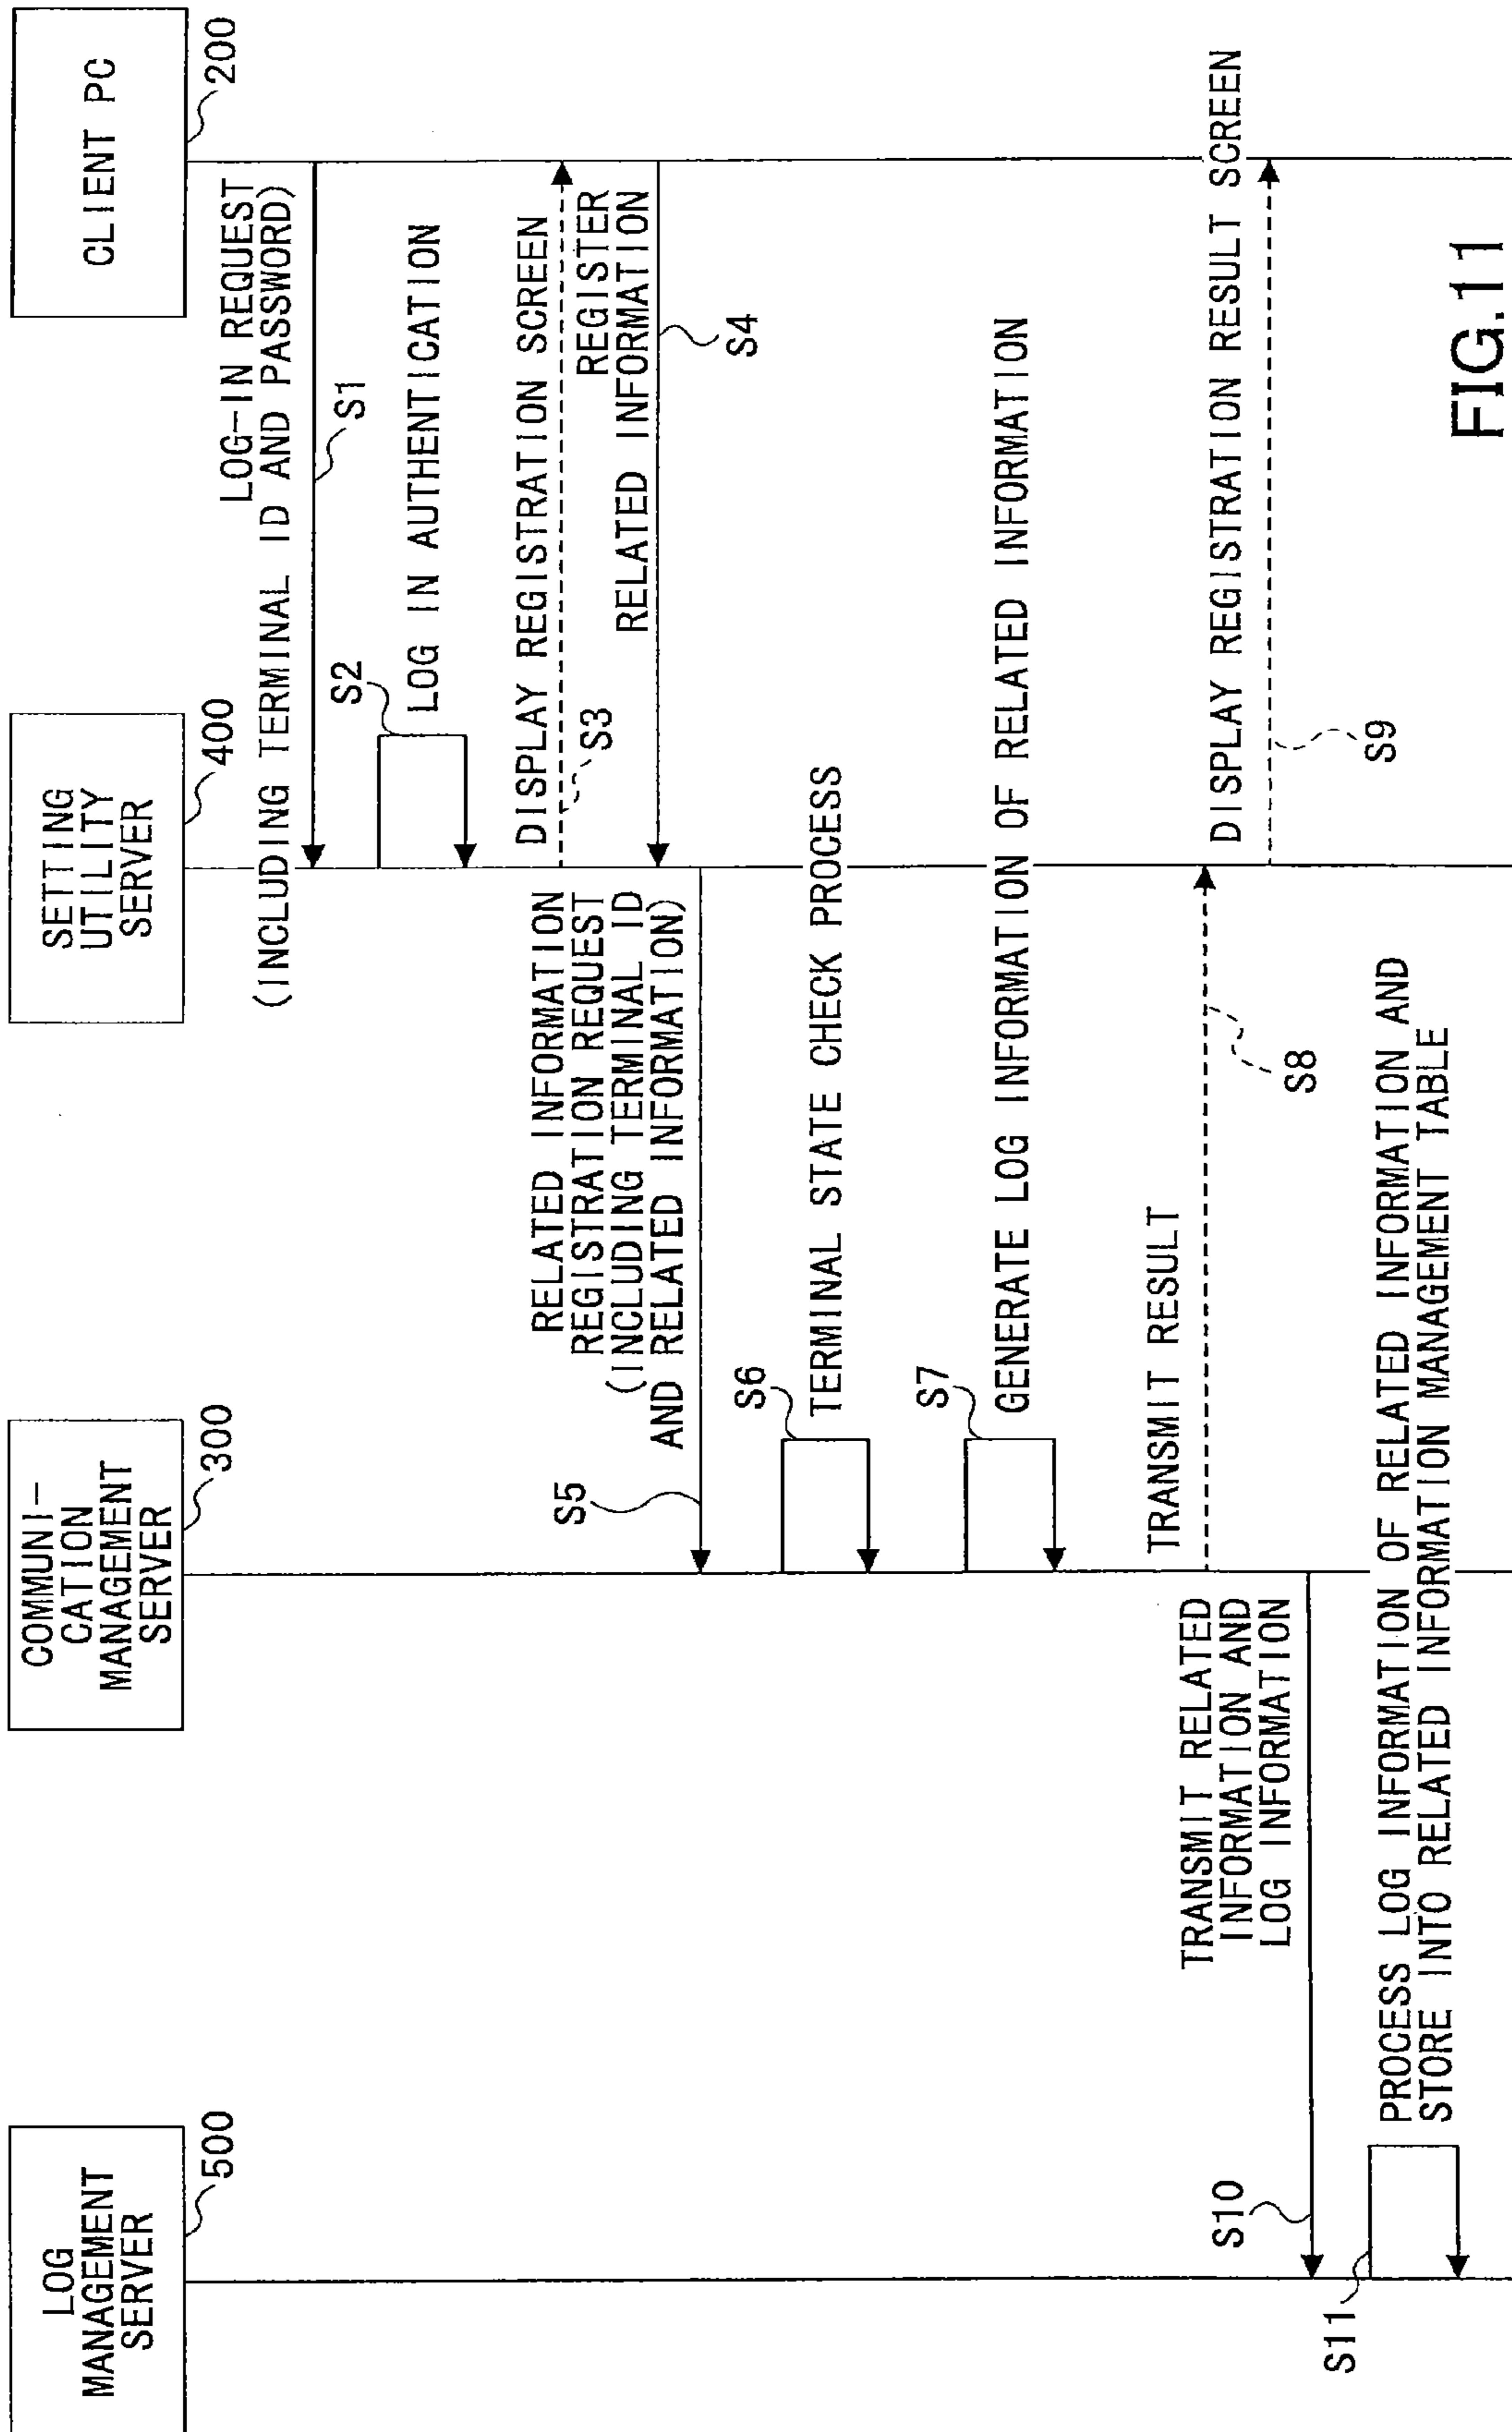 LOG
MANAGEMENT
SERVER
500
COMMUNI-
CATION
MANAGEMENT
SERVER
300
SETTING
UTILITY
SERVER
400
CLIENT PC
200
LOG-IN REQUEST
(INCLUDING TERMINAL ID AND PASSWORD)
S1
S2
LOG IN AUTHENTICATION
DISPLAY REGISTRATION SCREEN
S3
REGISTER
RELATED INFORMATION
S4
RELATED INFORMATION
REGISTRATION REQUEST
(INCLUDING TERMINAL ID
AND RELATED INFORMATION)
S5
S6
TERMINAL STATE CHECK PROCESS
S7
GENERATE LOG INFORMATION OF RELATED INFORMATION
TRANSMIT RESULT
S8
DISPLAY REGISTRATION RESULT SCREEN
S9
TRANSMIT RELATED
INFORMATION AND
LOG INFORMATION
S10
S11
PROCESS LOG INFORMATION OF RELATED INFORMATION AND
STORE INTO RELATED INFORMATION MANAGEMENT TABLE
FIG.11